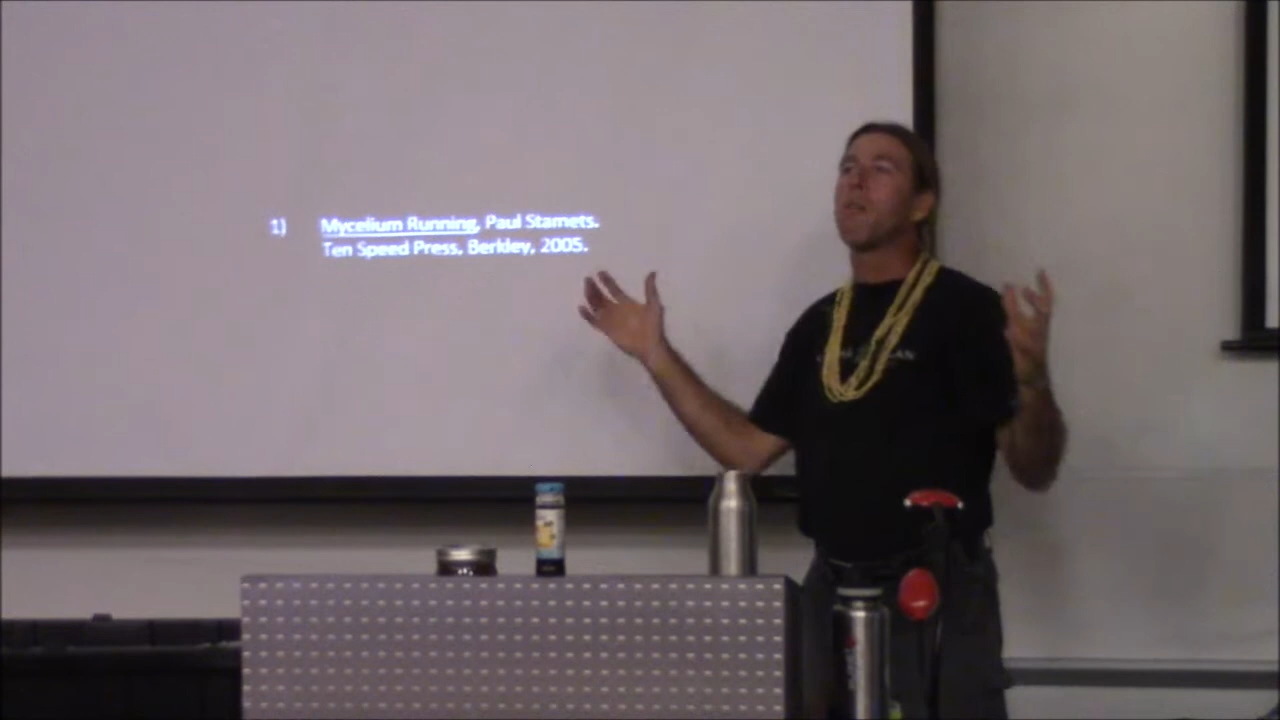 1) Mycelium Running, Paul Stamets.
Ten Speed Press, Berkley, 2005.